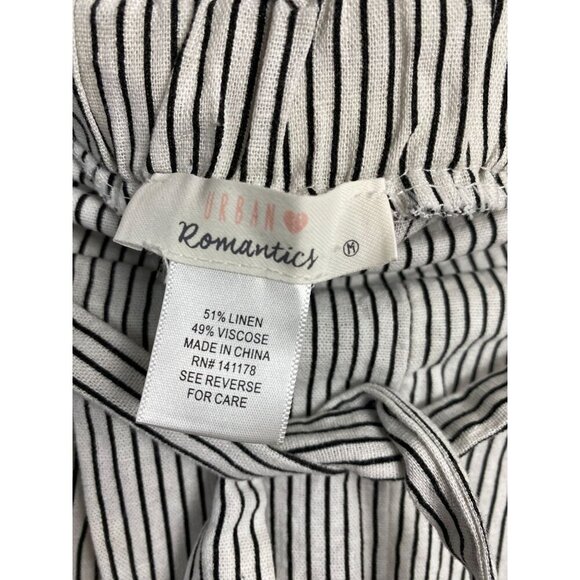 URBAN
Romantics M
51% LINEN
49% VISCOSE
MADE IN CHINA
RN# 141178
SEE REVERSE
FOR CARE